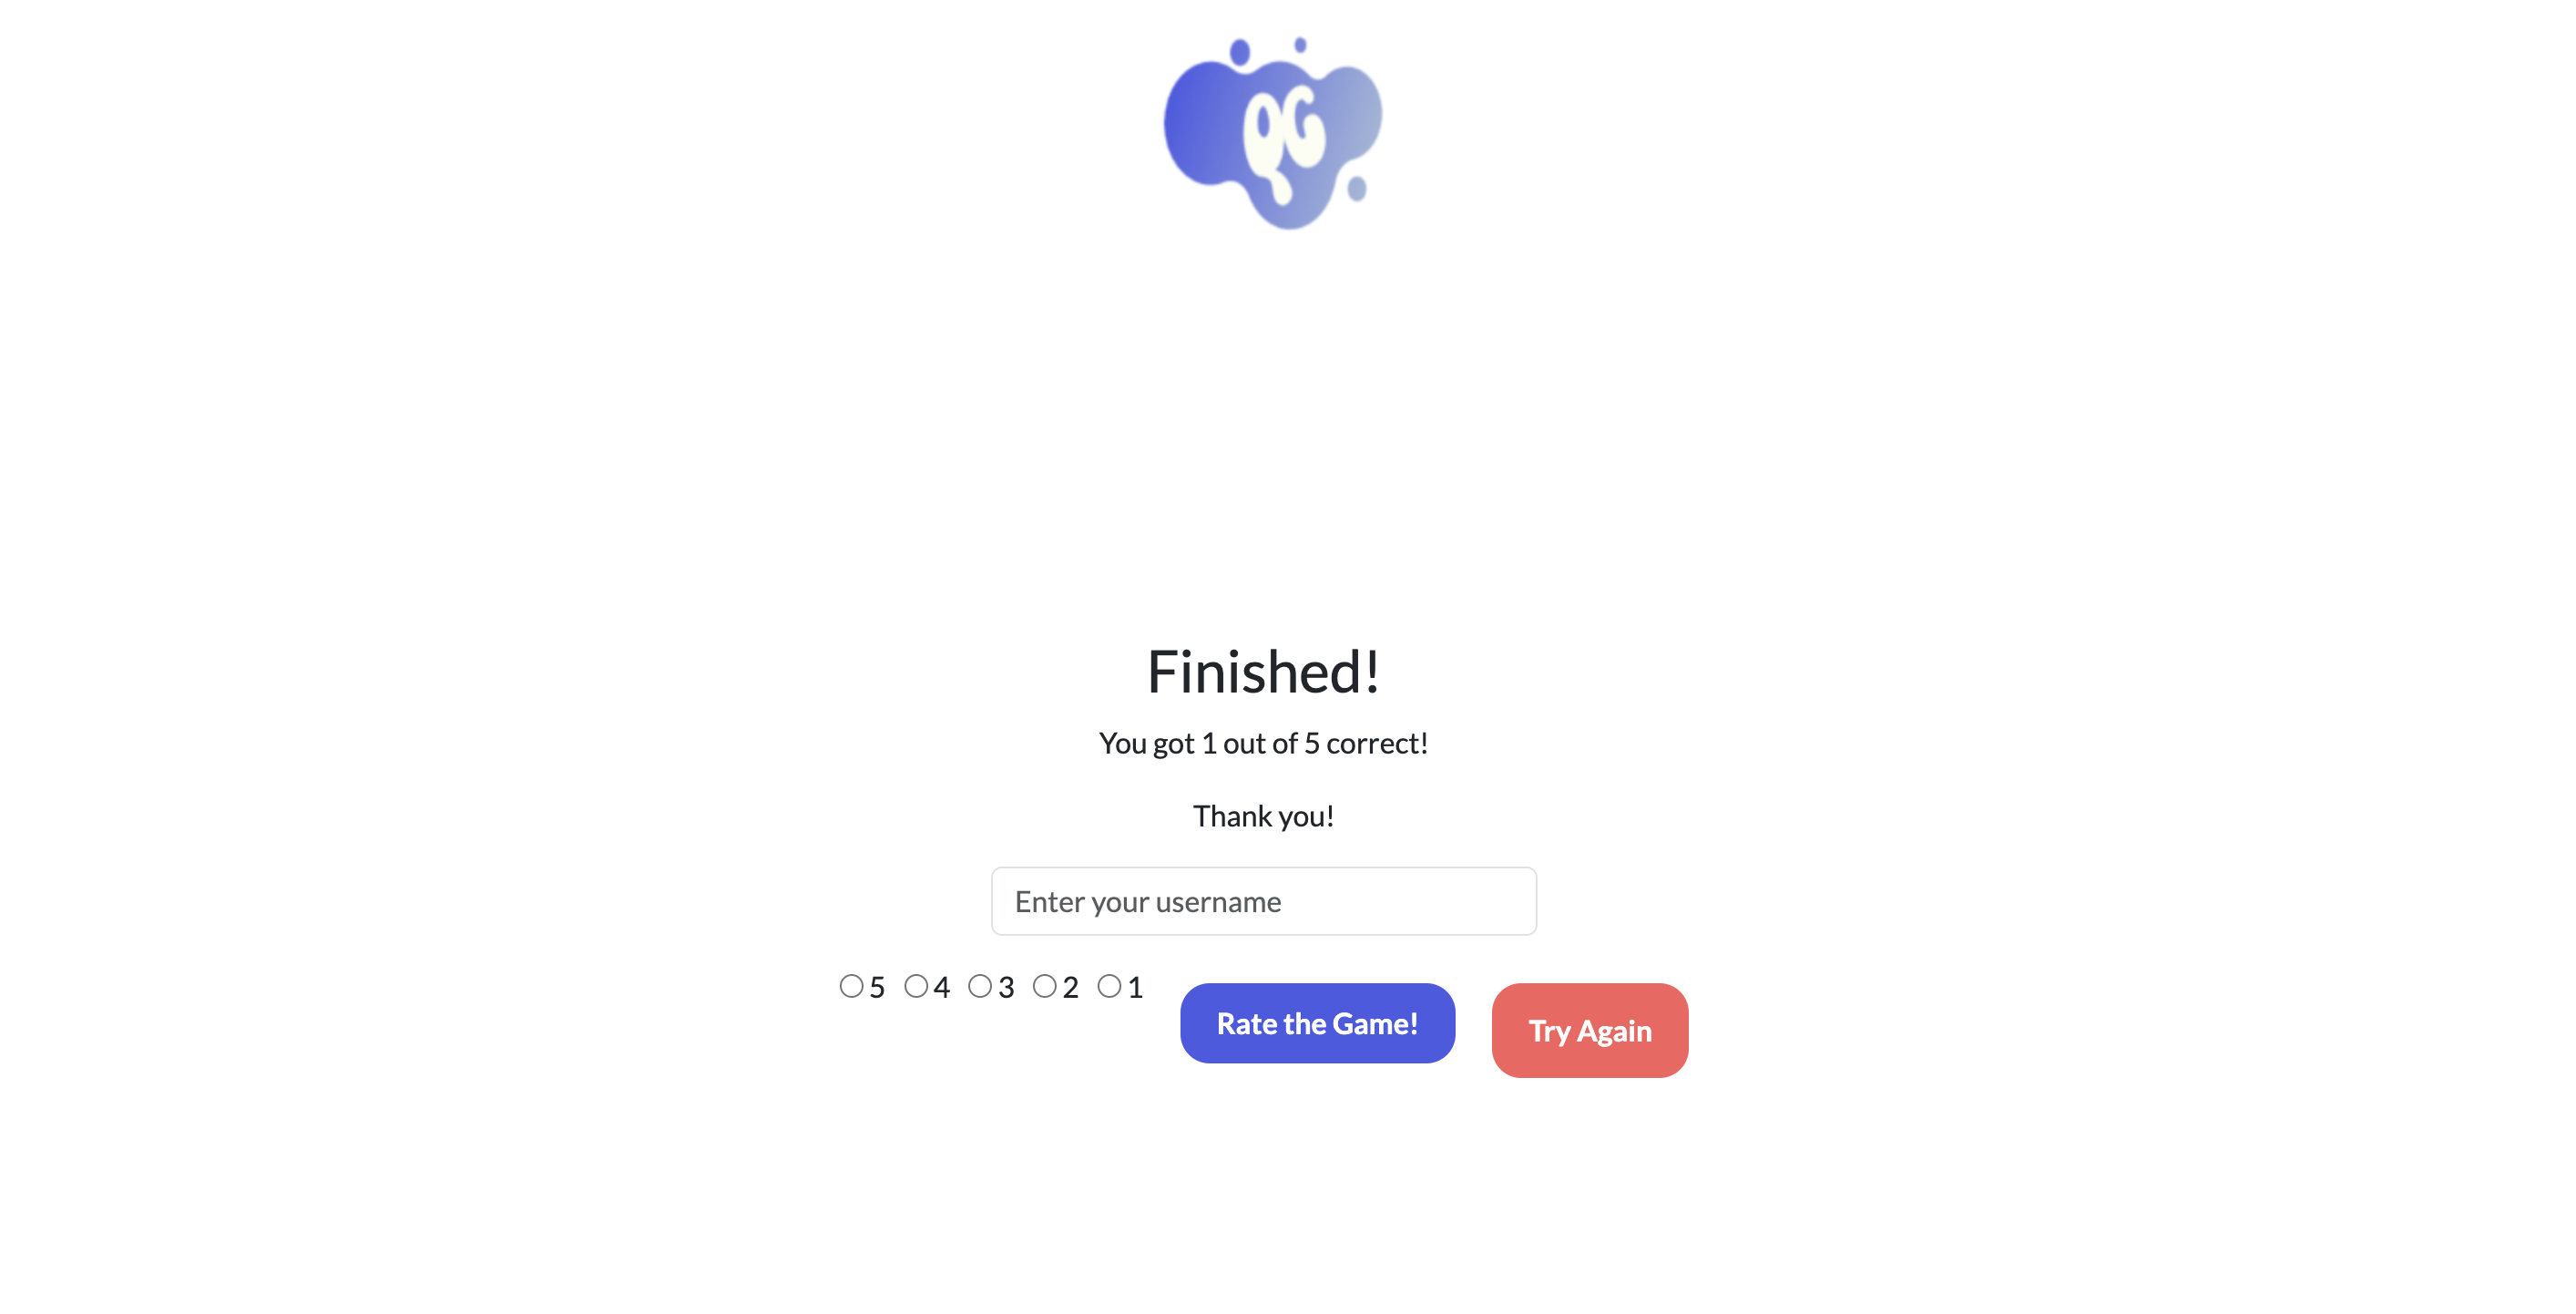 QG
Finished!
You got 1 out of 5 correct!
Thank you!
Enter your username
5 4 3 2 1
Rate the Game!
Try Again